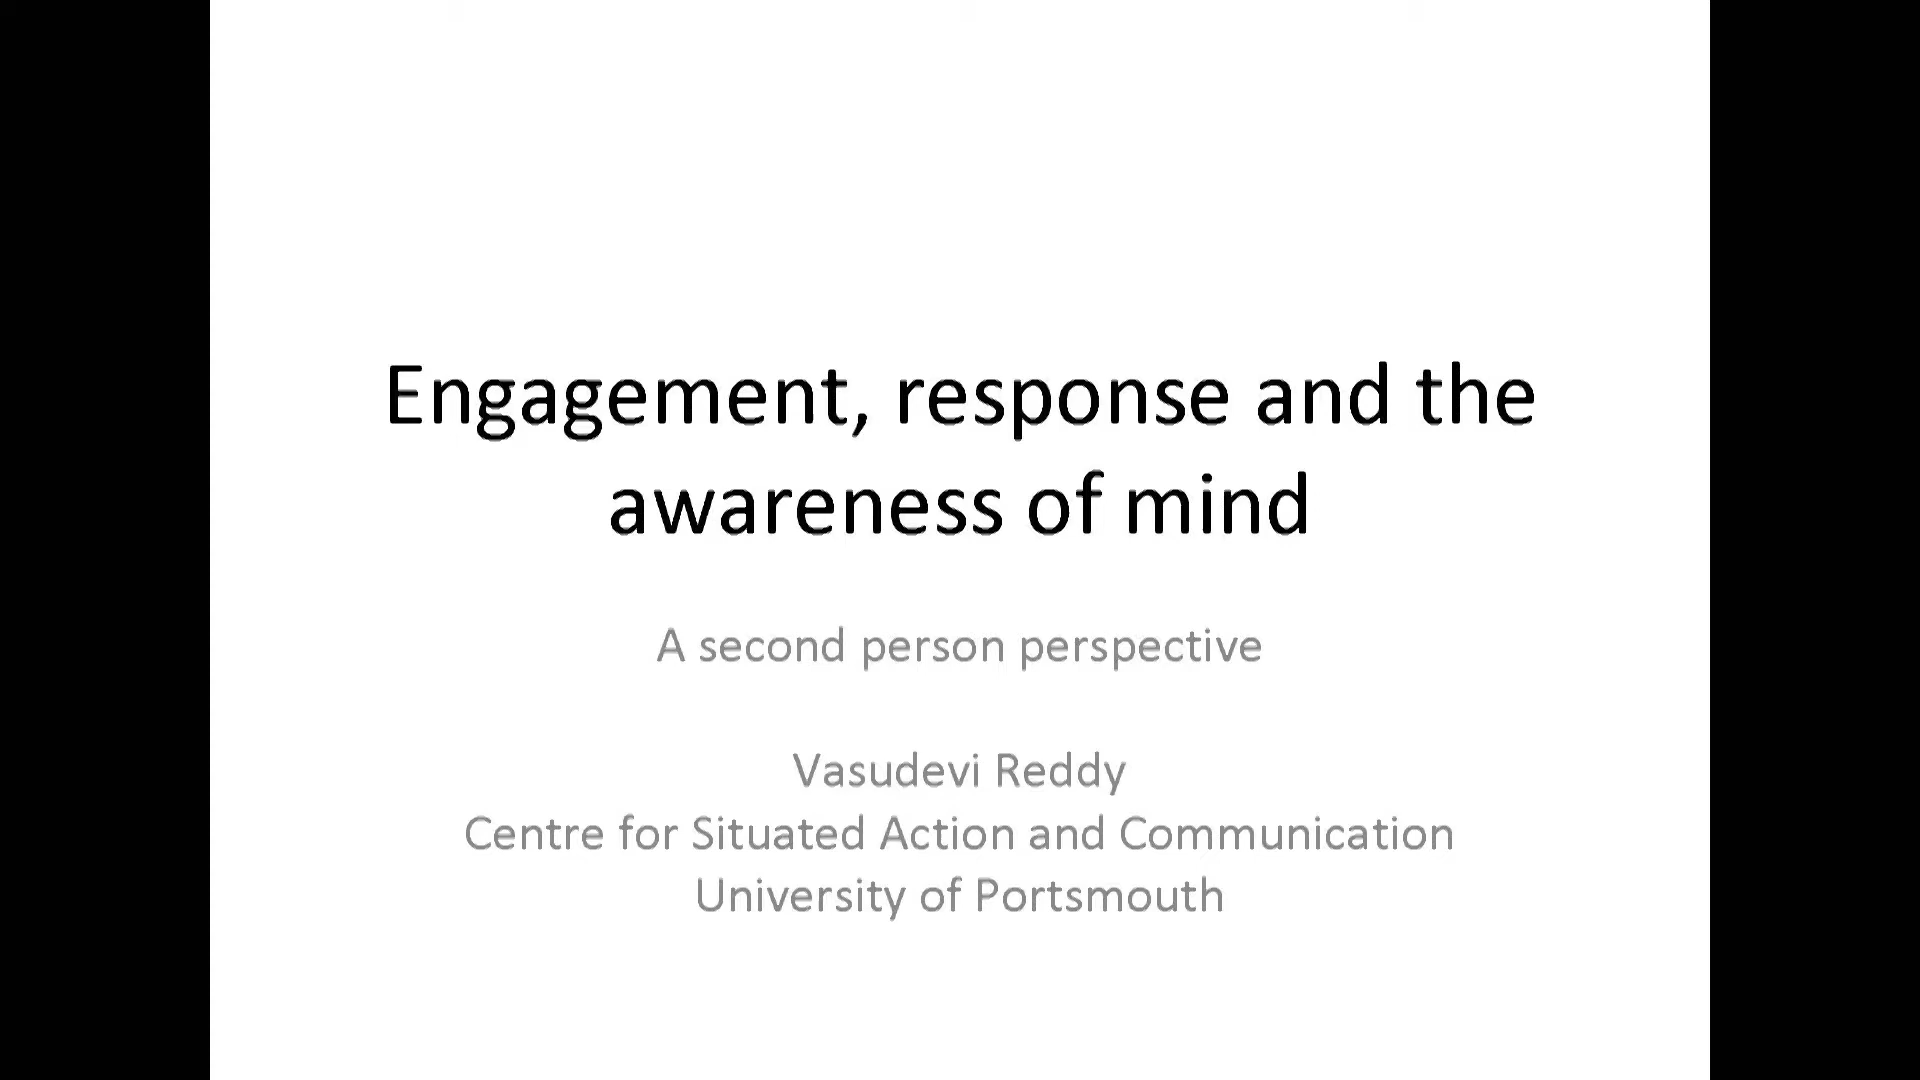 Engagement, response and the
awareness of mind
A second person perspective
Vasudevi Reddy
Centre for Situated Action and Communication
University of Portsmouth